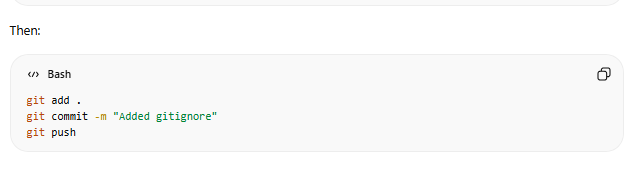 Then:
Bash
git add .
git commit -m "Added gitignore"
git push